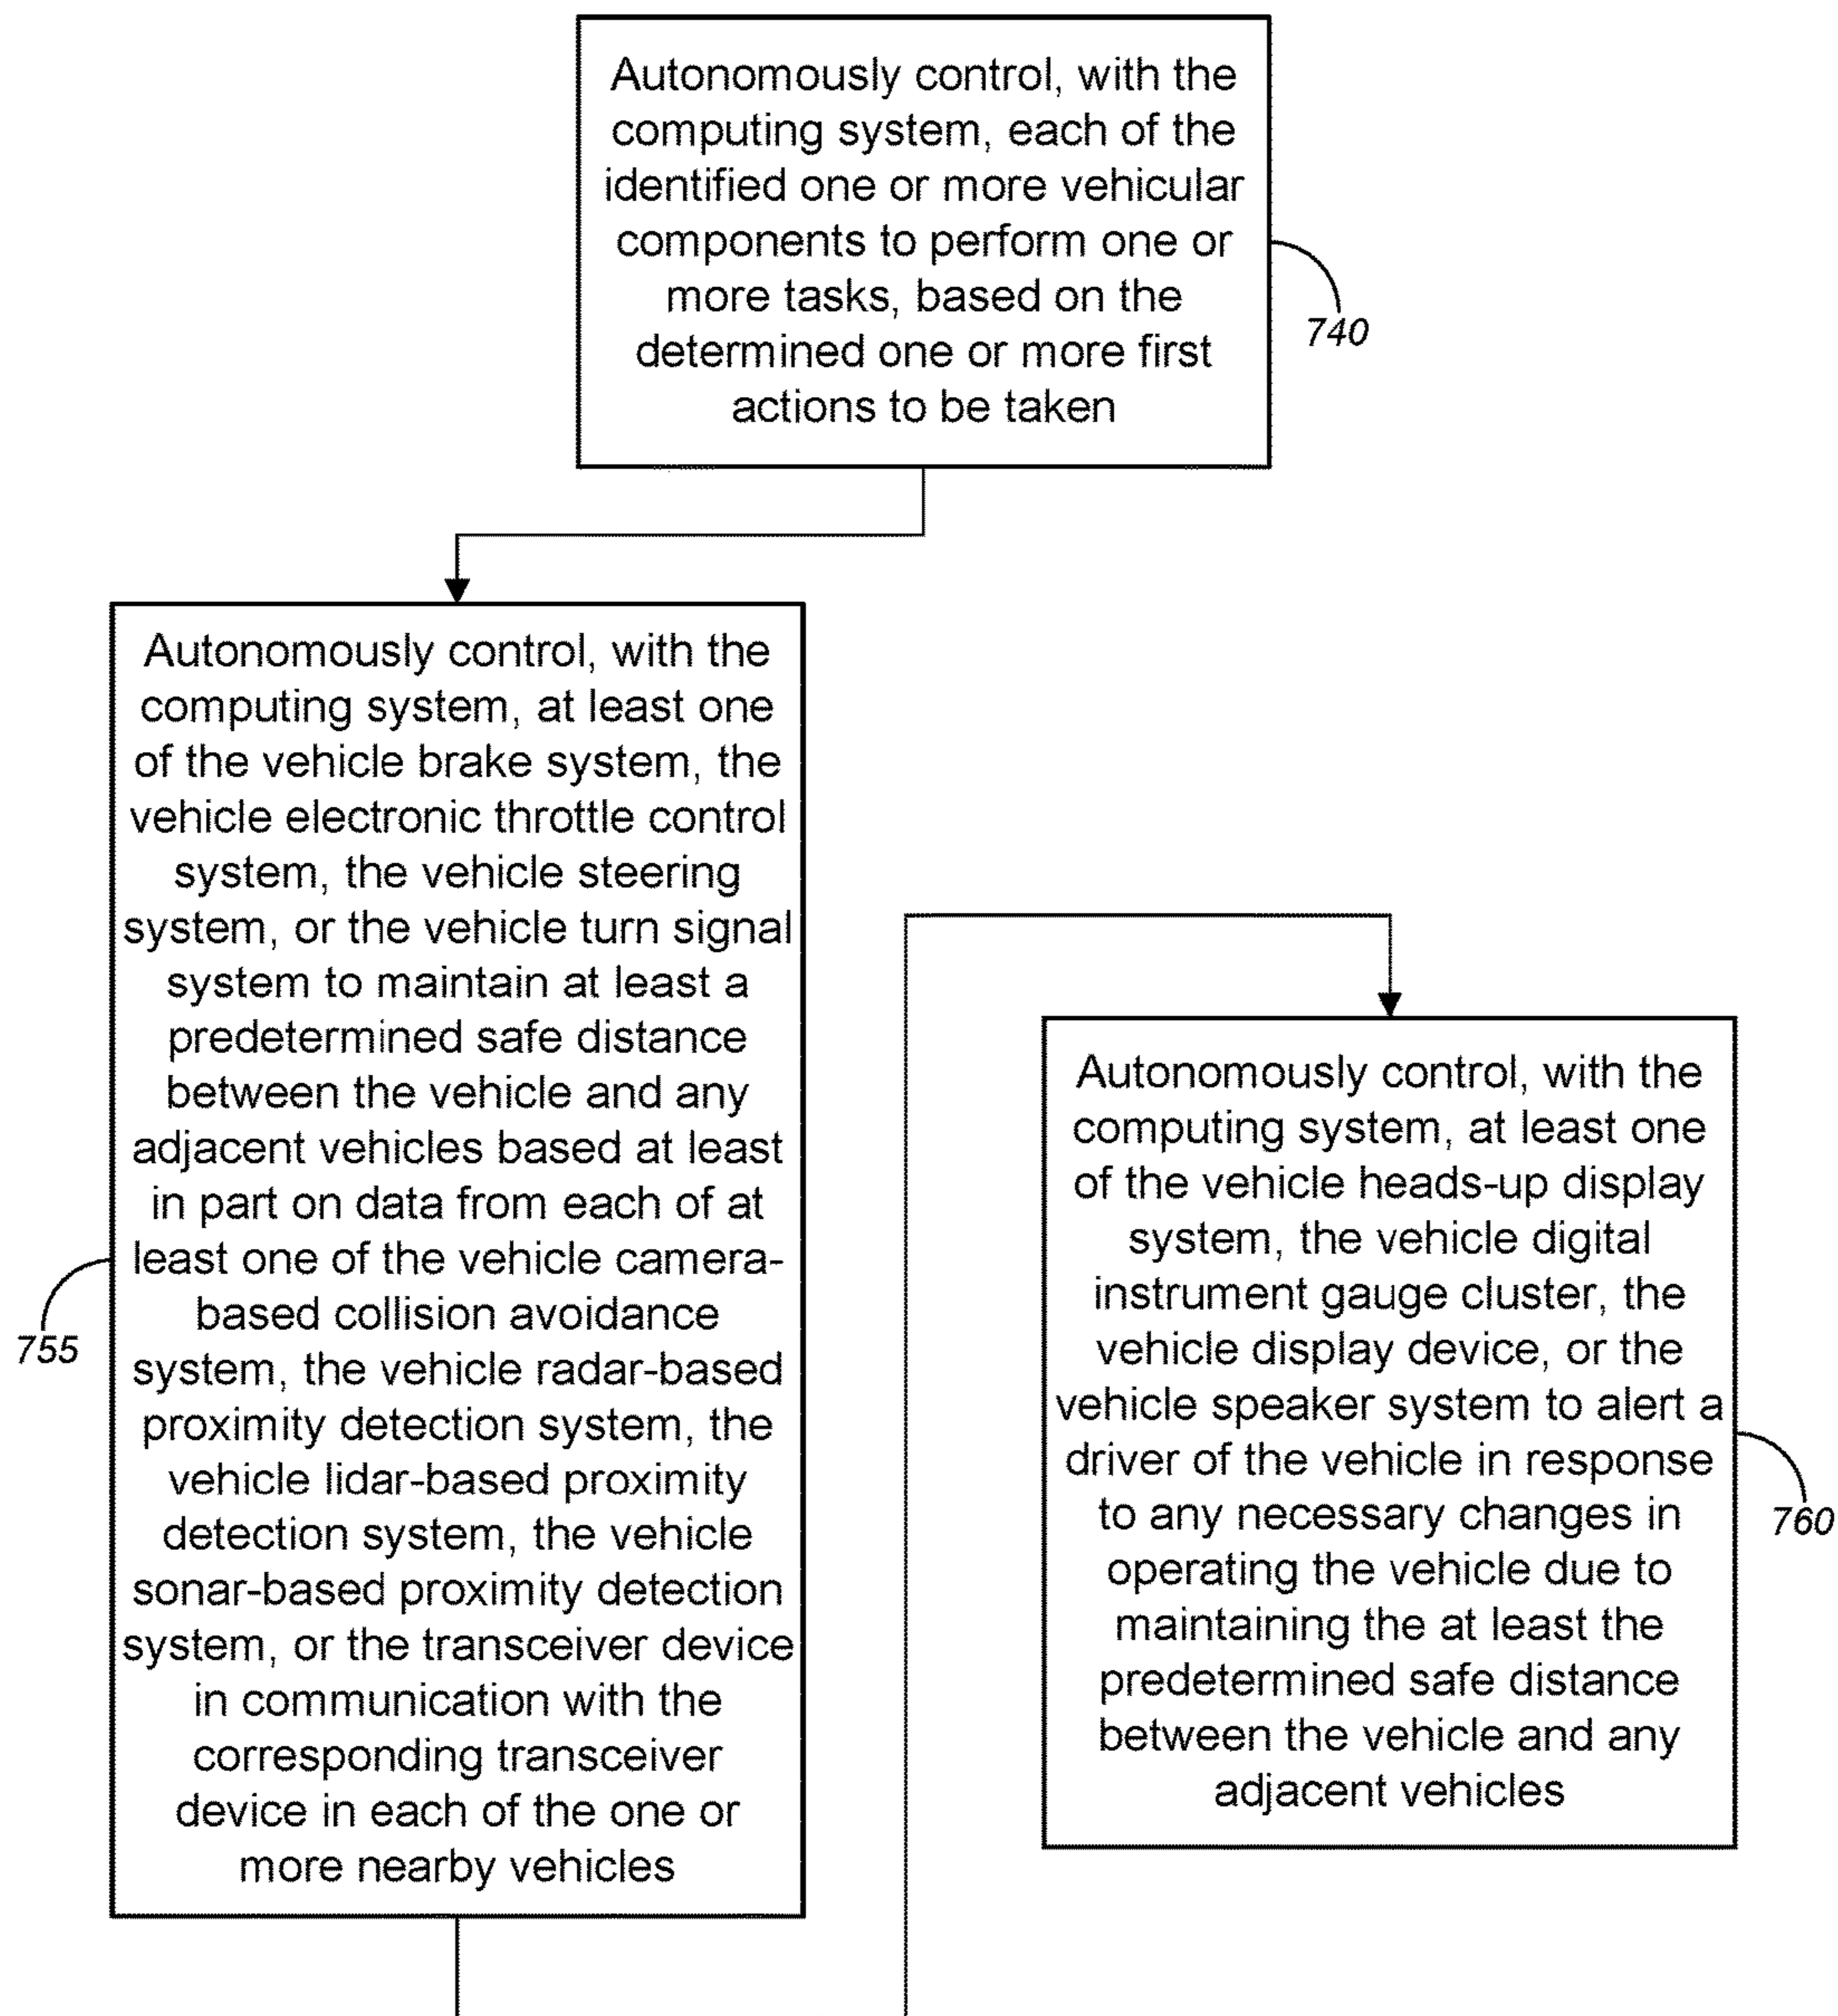 Autonomously control, with the
computing system, each of the
identified one or more vehicular
components to perform one or
more tasks, based on the
determined one or more first
actions to be taken
740
Autonomously control, with the
computing system, at least one
of the vehicle brake system, the
vehicle electronic throttle control
system, the vehicle steering
system, or the vehicle turn signal
system to maintain at least a
predetermined safe distance
between the vehicle and any
adjacent vehicles based at least
in part on data from each of at
least one of the vehicle camera-
based collision avoidance
system, the vehicle radar-based
proximity detection system, the
vehicle lidar-based proximity
detection system, the vehicle
sonar-based proximity detection
system, or the transceiver device
in communication with the
corresponding transceiver
device in each of the one or
more nearby vehicles
755
Autonomously control, with the
computing system, at least one
of the vehicle heads-up display
system, the vehicle digital
instrument gauge cluster, the
vehicle display device, or the
vehicle speaker system to alert a
driver of the vehicle in response
to any necessary changes in
operating the vehicle due to
maintaining the at least the
predetermined safe distance
between the vehicle and any
adjacent vehicles
760